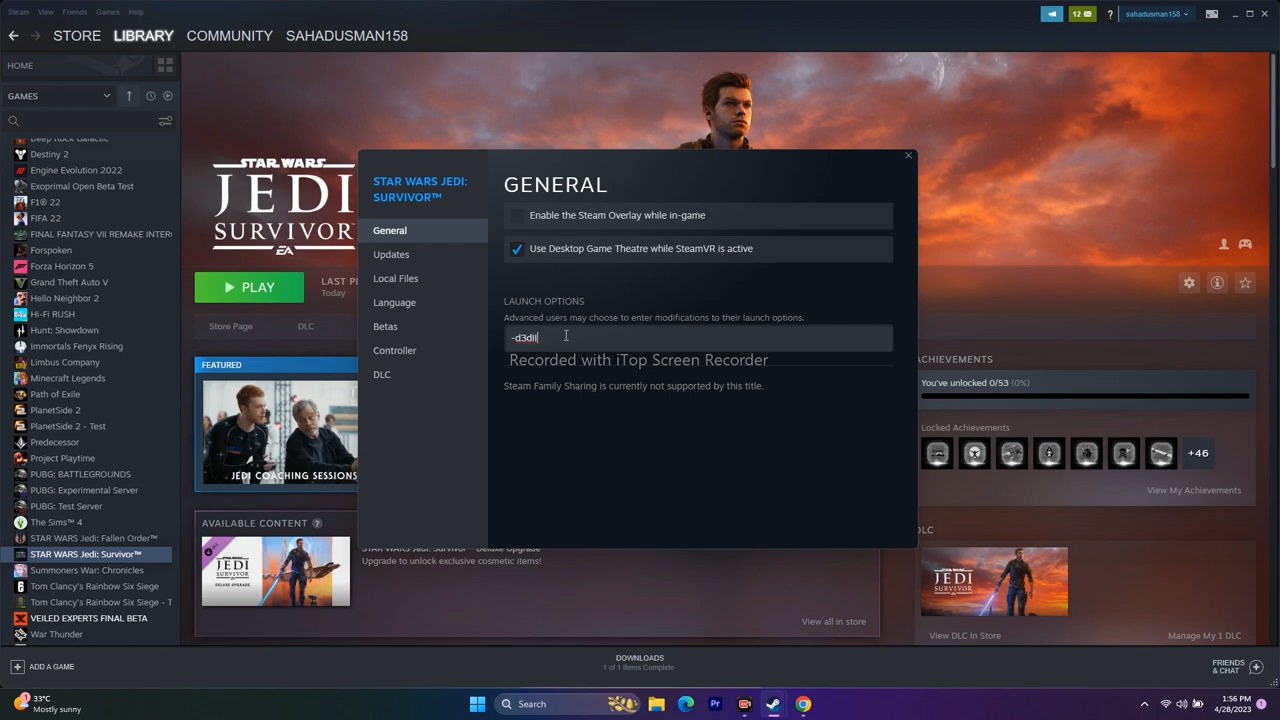 Steam View Friends Games Help
12
?
sahadusman158
STORE LIBRARY COMMUNITY SAHADUSMAN158
HOME
GAMES
Deep Rock Galactic
Destiny 2
Engine Evolution 2022
Exoprimal Open Beta Test
F1® 22
FIFA 22
FINAL FANTASY VII REMAKE INTER
Forspoken
Forza Horizon 5
Grand Theft Auto V
Hello Neighbor 2
Hi-Fi RUSH
Hunt: Showdown
Immortals Fenyx Rising
Limbus Company
Minecraft Legends
Path of Exile
PlanetSide 2
PlanetSide 2 - Test
Predecessor
Project Playtime
PUBG: BATTLEGROUNDS
PUBG: Experimental Server
PUBG: Test Server
The Sims™ 4
STAR WARS Jedi: Fallen Order™
STAR WARS Jedi: Survivor™
Summoners War: Chronicles
Tom Clancy's Rainbow Six Siege
Tom Clancy's Rainbow Six Siege - T
VEILED EXPERTS FINAL BETA
War Thunder
STAR WARS
JEDI
SURVIVOR
EA
PLAY
LAST PL
Today
Store Page DLC
FEATURED
JEDI COACHING SESSIONS
AVAILABLE CONTENT ?
JEDI
SURVIVOR
DELUXE UPGRADE
STAR WARS Jedi: Survivor™ Deluxe Upgrade
Upgrade to unlock exclusive cosmetic items!
View all in store
STAR WARS JEDI:
SURVIVOR™
General
Updates
Local Files
Language
Betas
Controller
DLC
GENERAL
Enable the Steam Overlay while in-game
Use Desktop Game Theatre while SteamVR is active
LAUNCH OPTIONS
Advanced users may choose to enter modifications to their launch options.
-d3dll
Recorded with iTop Screen Recorder
Steam Family Sharing is currently not supported by this title.
ACHIEVEMENTS
You've unlocked 0/53 (0%)
Locked Achievements
+46
View My Achievements
DLC
JEDI
SURVIVOR
View DLC In Store Manage My 1 DLC
ADD A GAME
DOWNLOADS
1 of 1 Items Complete
FRIENDS
& CHAT
33°C
Mostly sunny
Search
Pr
1:56 PM
4/28/2023
1